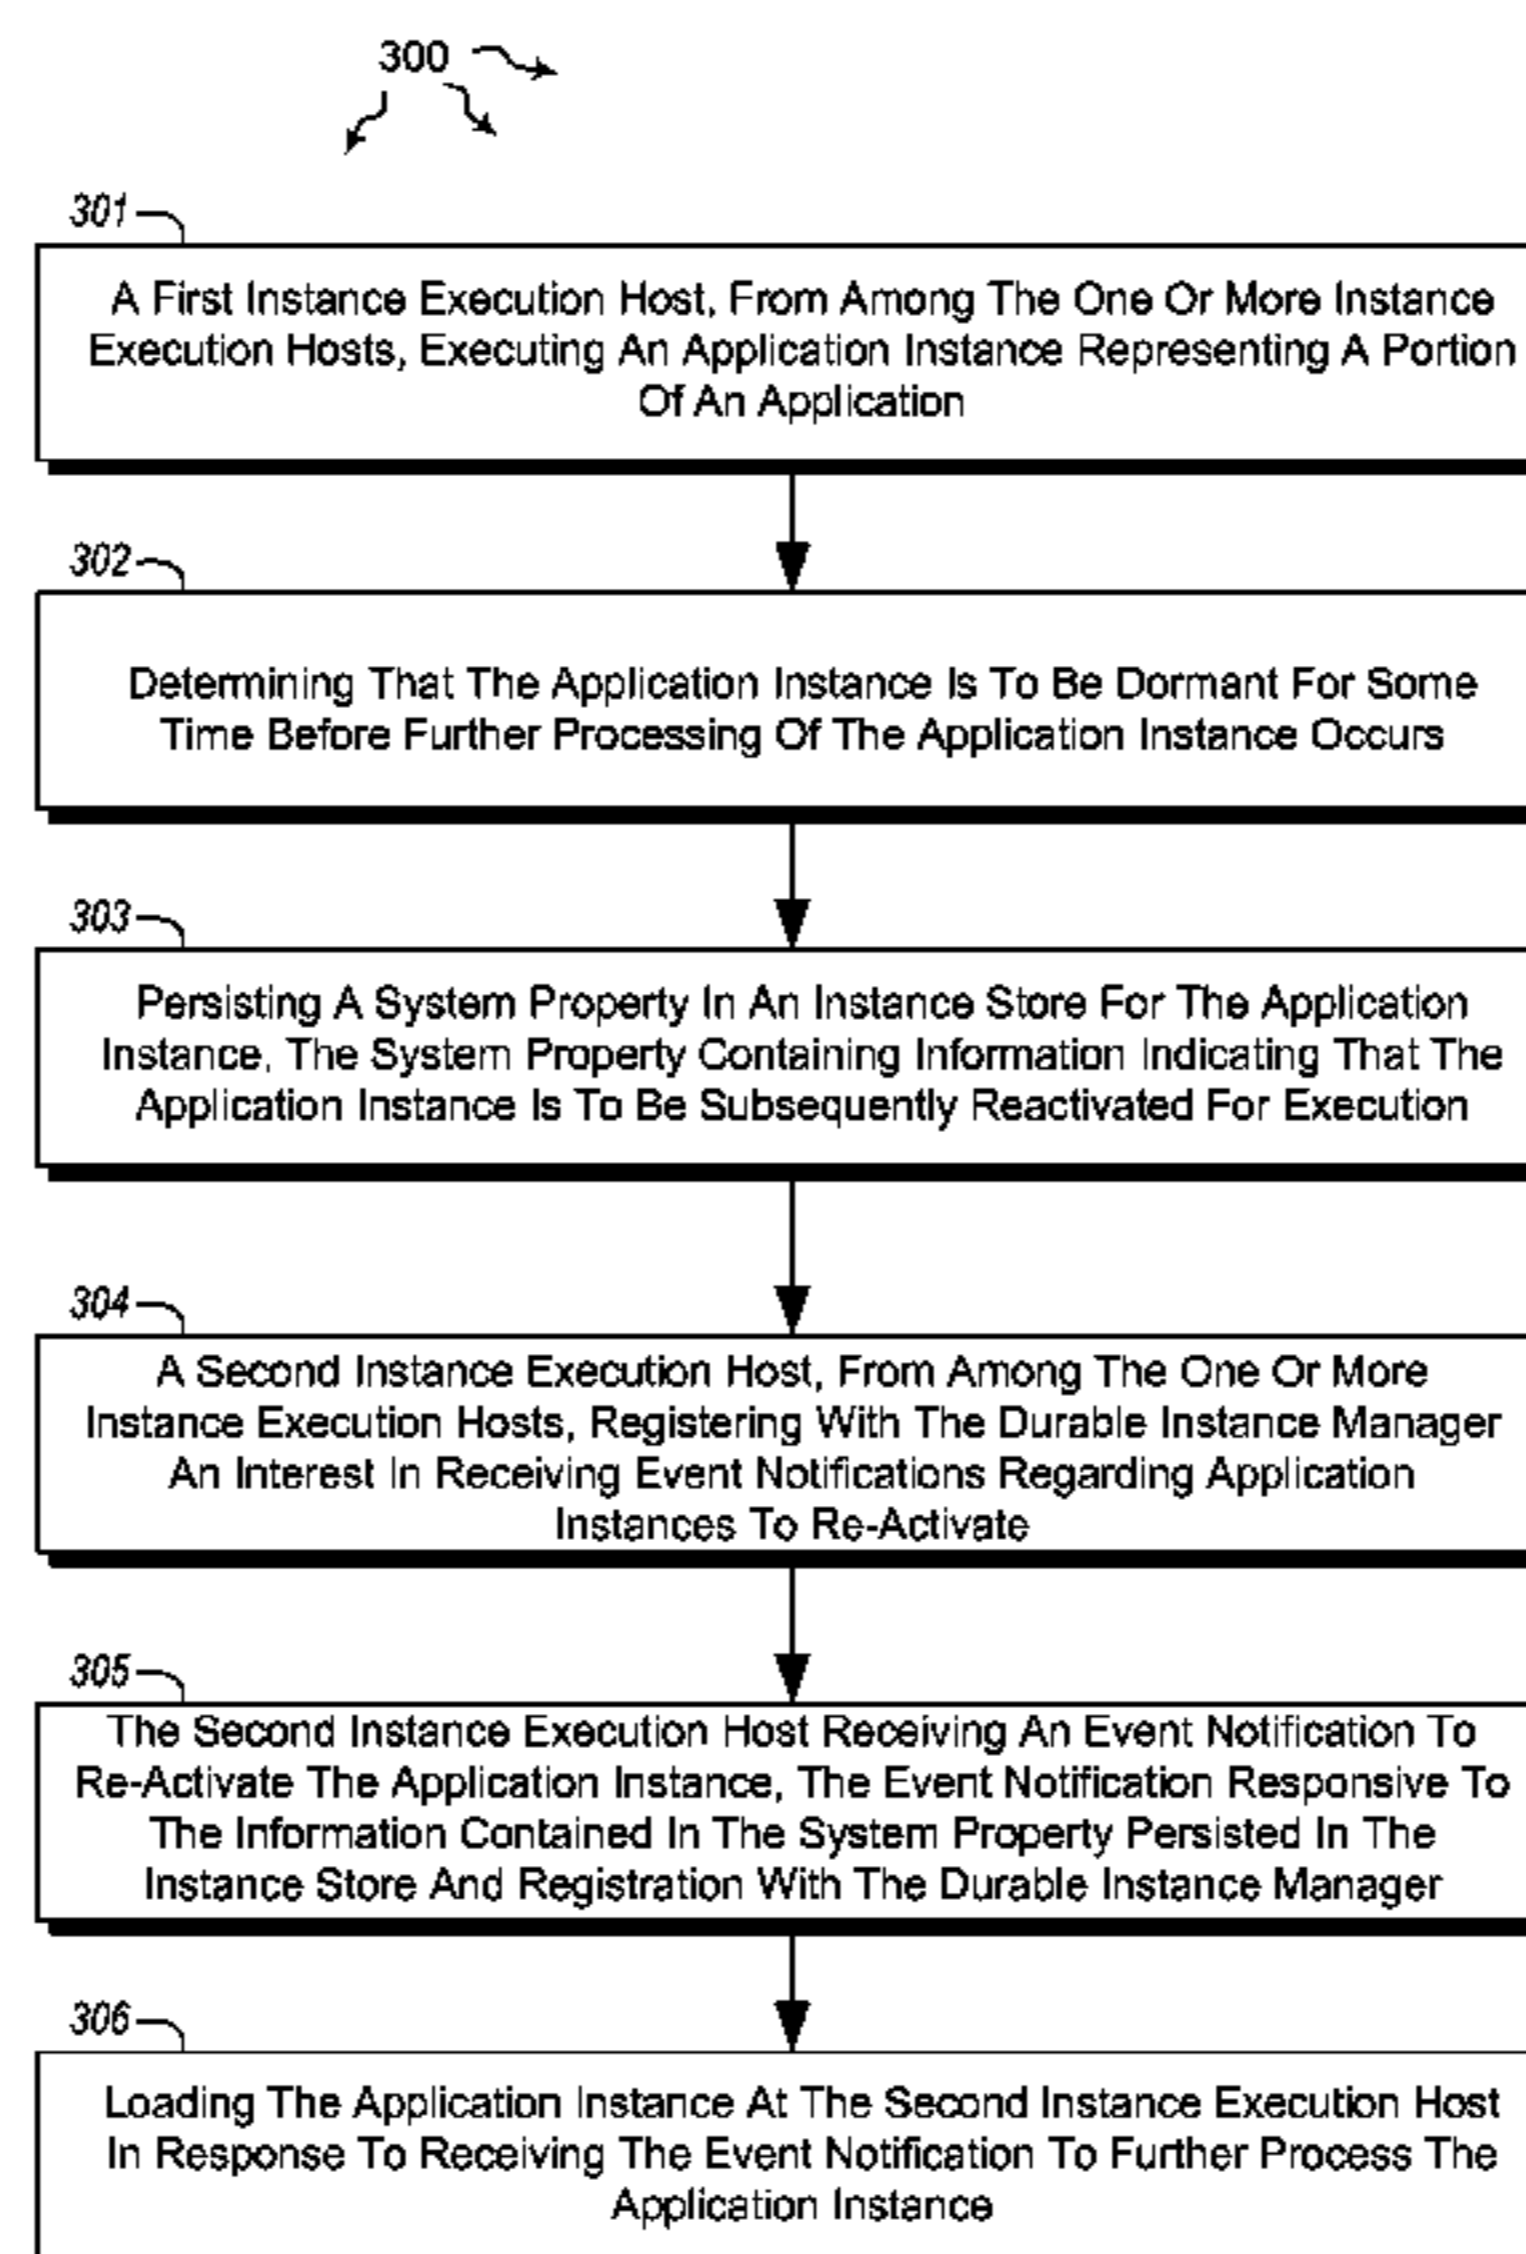 300
301
A First Instance Execution Host, From Among The One Or More Instance
Execution Hosts, Executing An Application Instance Representing A Portion
Of An Application
302
Determining That The Application Instance Is To Be Dormant For Some
Time Before Further Processing Of The Application Instance Occurs
303
Persisting A System Property In An Instance Store For The Application
Instance, The System Property Containing Information Indicating That The
Application Instance Is To Be Subsequently Reactivated For Execution
304
A Second Instance Execution Host, From Among The One Or More
Instance Execution Hosts, Registering With The Durable Instance Manager
An Interest In Receiving Event Notifications Regarding Application
Instances To Re-Activate
305
The Second Instance Execution Host Receiving An Event Notification To
Re-Activate The Application Instance, The Event Notification Responsive To
The Information Contained In The System Property Persisted In The
Instance Store And Registration With The Durable Instance Manager
306
Loading The Application Instance At The Second Instance Execution Host
In Response To Receiving The Event Notification To Further Process The
Application Instance